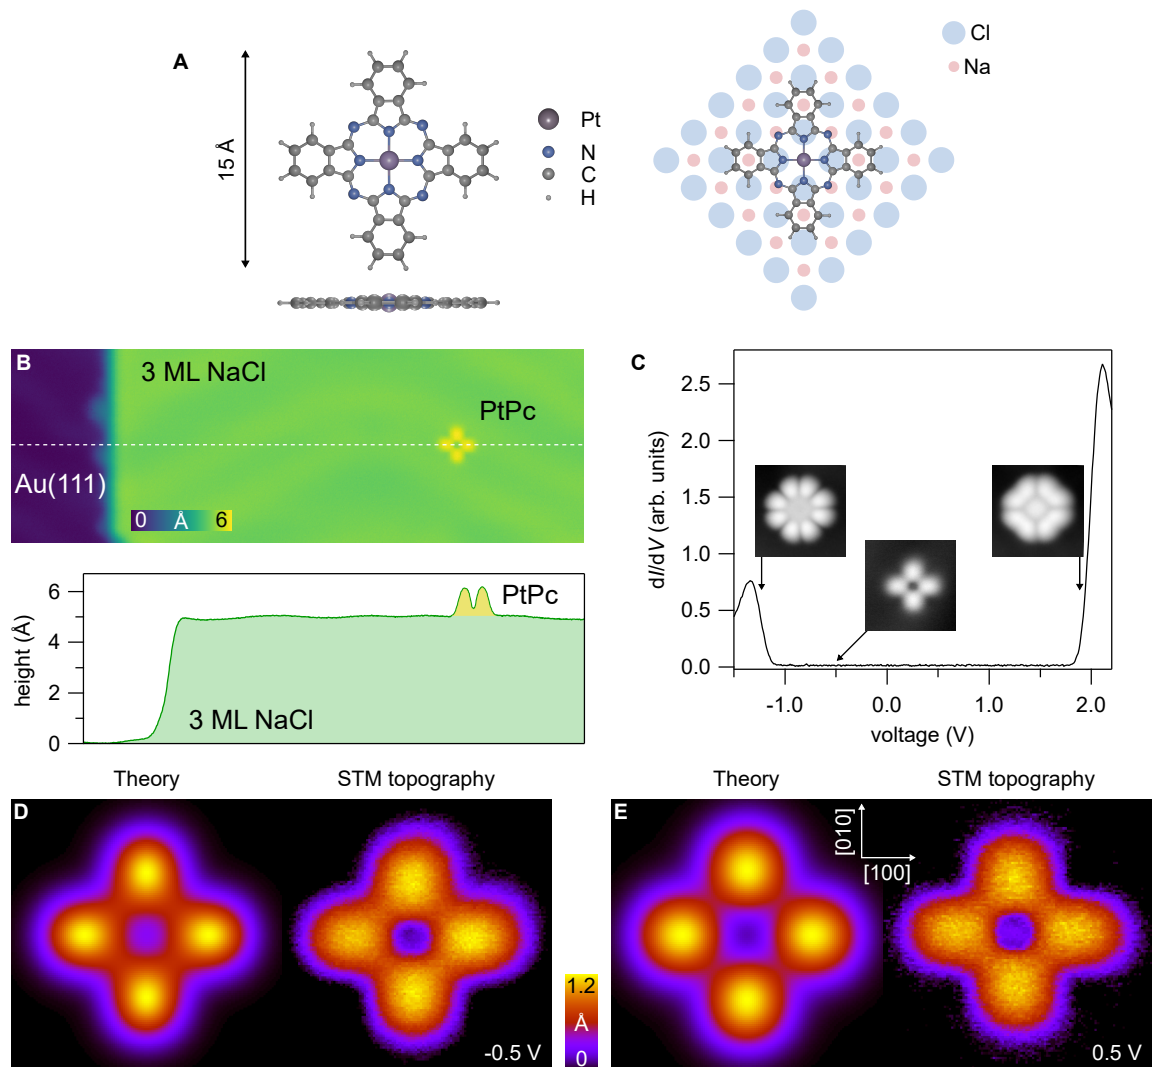 A
15 Å
Pt
N
C
H
Cl
Na
B
3 ML NaCl
PtPc
Au(111)
0 Å 6
height (Å)
6
4
2
0
PtPc
3 ML NaCl
C
dI/dV (arb. units)
2.5
2.0
1.5
1.0
0.5
0.0
-1.0 0.0 1.0 2.0
voltage (V)
Theory STM topography
D
-0.5 V
1.2
Å
0
Theory STM topography
E
[010]
[100]
0.5 V